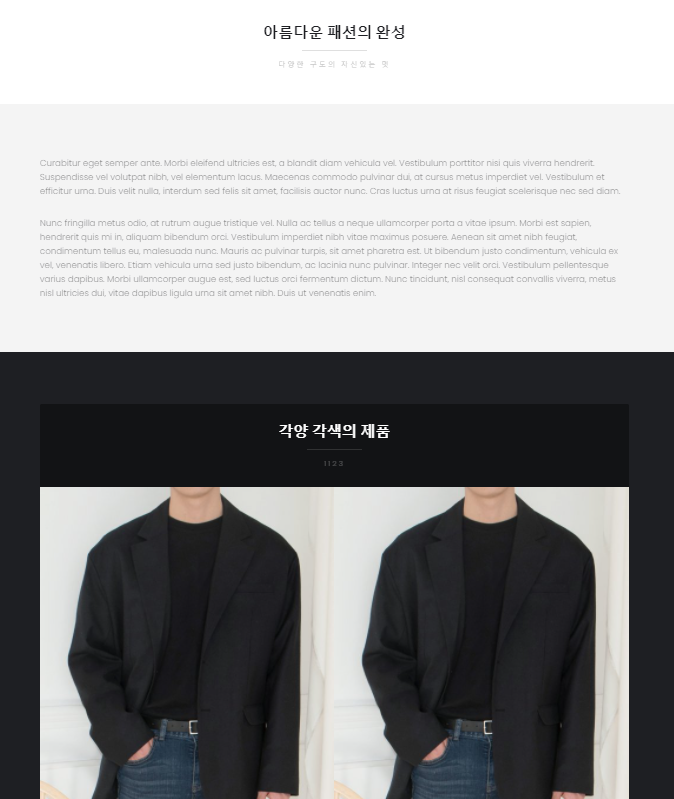 아름다운 패션의 완성
다양한 구도의 자신있는 컷
Curabitur eget semper ante. Morbi eleifend ultricies est, a blandit diam vehicula vel. Vestibulum porttitor nisi quis viverra hendrerit.
Suspendisse vel volutpat nibh, vel elementum lacus. Maecenas commodo pulvinar dui, at cursus metus imperdiet vel. Vestibulum et
efficitur urna. Duis velit nulla, interdum sed felis sit amet, facilisis auctor nunc. Cras luctus urna at risus feugiat scelerisque nec sed diam.
Nunc fringilla metus odio, at rutrum augue tristique vel. Nulla ac tellus a neque ullamcorper porta a vitae ipsum. Morbi est sapien,
hendrerit quis mi in, aliquam bibendum orci. Vestibulum imperdiet nibh vitae maximus posuere. Aenean sit amet nibh feugiat,
condimentum tellus eu, malesuada nunc. Mauris ac pulvinar turpis, sit amet pharetra est. Ut bibendum justo condimentum, vehicula ex
vel, venenatis libero. Etiam vehicula urna sed justo bibendum, ac lacinia nunc pulvinar. Integer nec velit orci. Vestibulum pellentesque
varius dapibus. Morbi ullamcorper augue est, sed luctus orci fermentum dictum. Nunc tincidunt, nisl consequat convallis viverra, metus
nisl ultricies dui, vitae dapibus ligula urna sit amet nibh. Duis ut venenatis enim.
각양 각색의 제품
1123